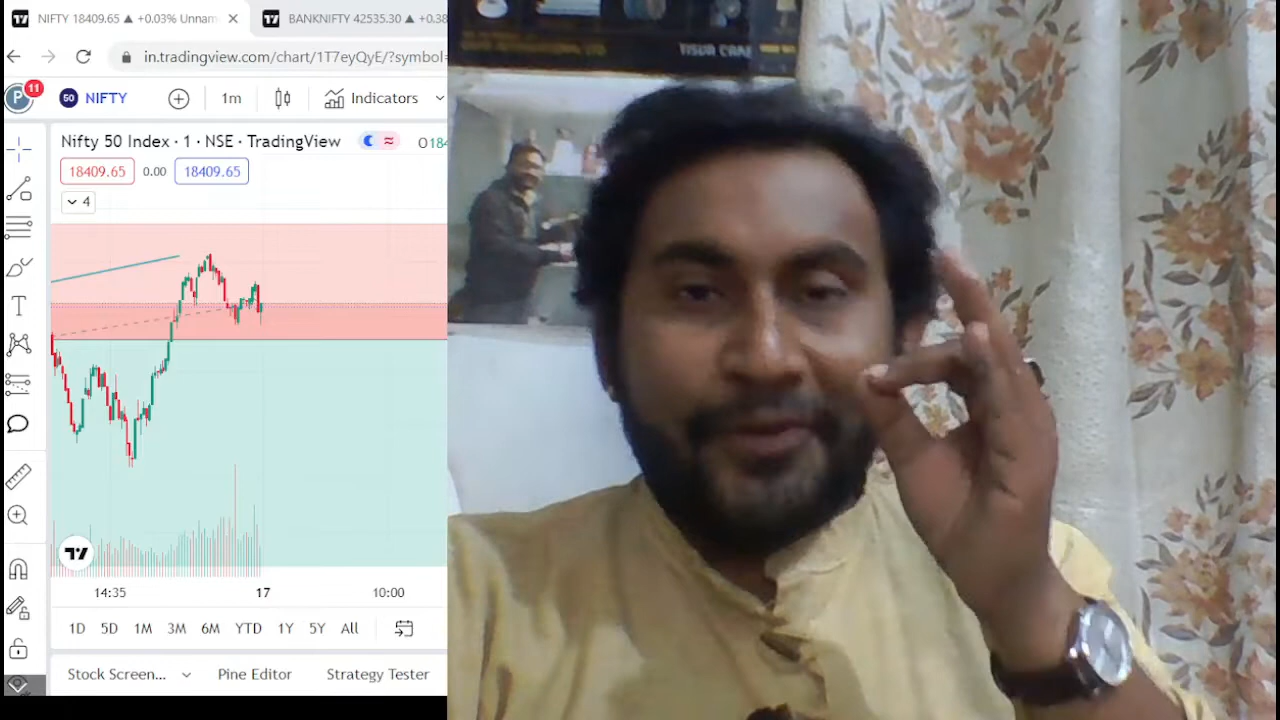 NIFTY 18409.65 ▲ +0.03% Unnam
BANKNIFTY 42535.30 ▲ +0.38
in.tradingview.com/chart/1T7eyQyE/?symbol=
P 11
50 NIFTY
1m
Indicators
Nifty 50 Index · 1 · NSE · TradingView
O184
18409.65 0.00 18409.65
4
T
14:35 17 10:00
1D 5D 1M 3M 6M YTD 1Y 5Y All
Stock Screen... Pine Editor Strategy Tester